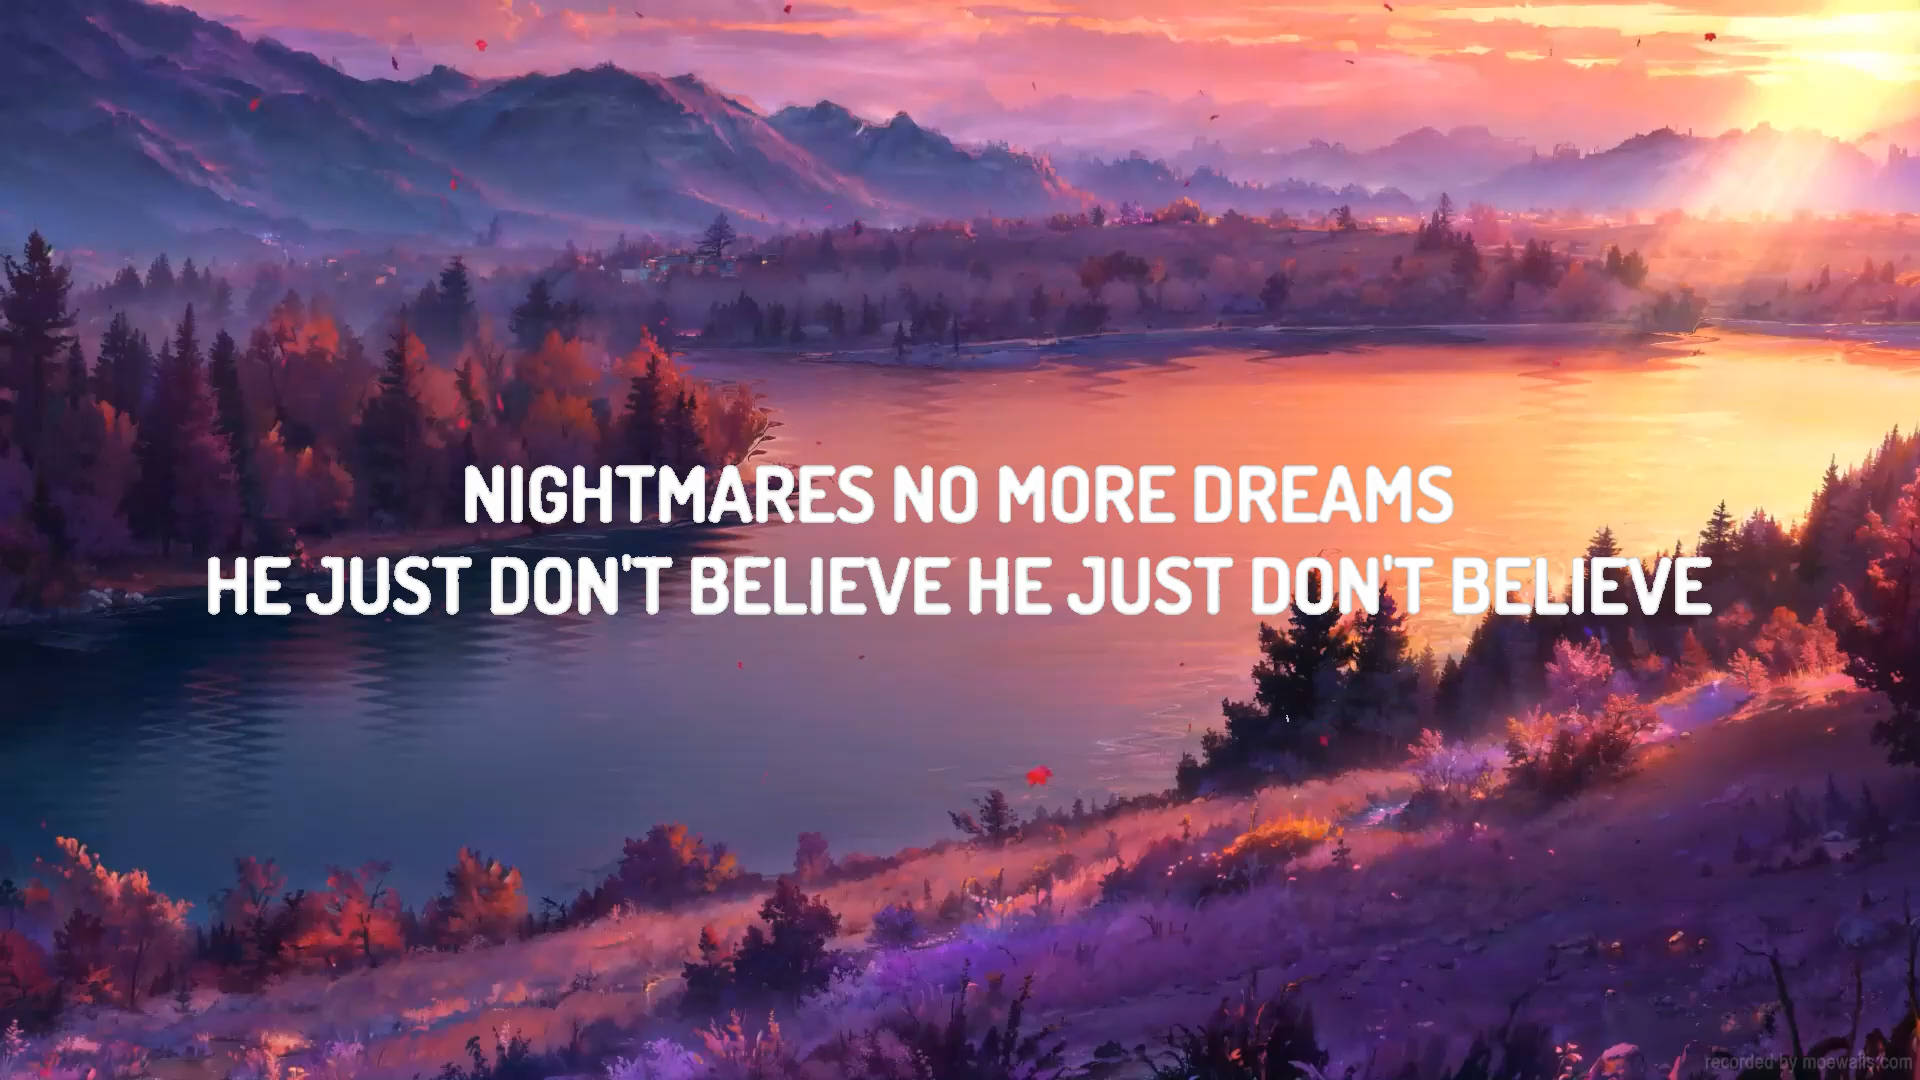 NIGHTMARES NO MORE DREAMS
HE JUST DON'T BELIEVE HE JUST DON'T BELIEVE
recorded by moewalls.com